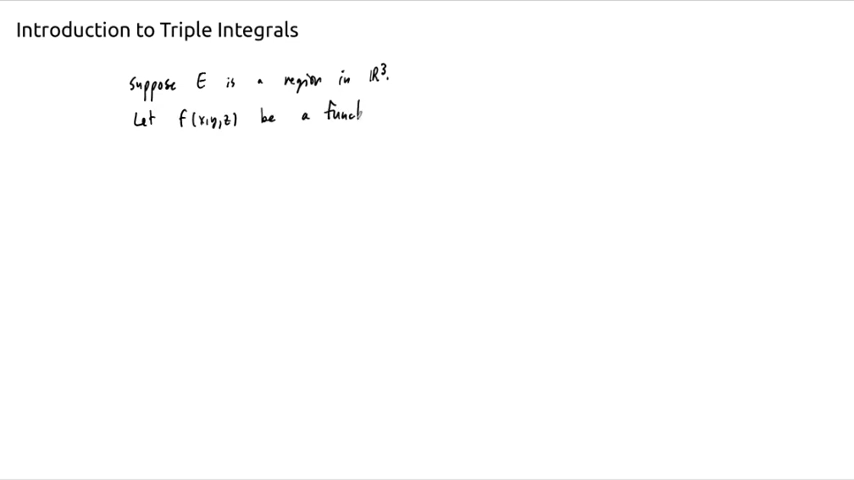 Introduction to Triple Integrals
Suppose E is a region in ℝ³.
Let f(x,y,z) be a funct